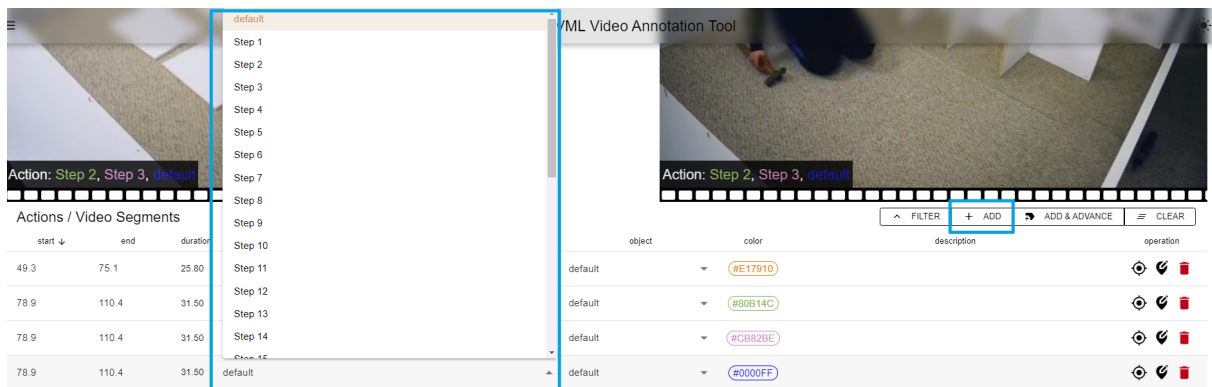 VML Video Annotation Tool
default
Step 1
Step 2
Step 3
Step 4
Step 5
Step 6
Step 7
Step 8
Step 9
Step 10
Step 11
Step 12
Step 13
Step 14
Step 15
Action: Step 2, Step 3, default
Action: Step 2, Step 3, default
Actions / Video Segments
FILTER + ADD ADD & ADVANCE CLEAR
start ↓ end duration object color description operation
49.3 75.1 25.80 default #E17910
78.9 110.4 31.50 default #80B14C
78.9 110.4 31.50 default #CB82BE
78.9 110.4 31.50 default default #0000FF